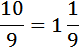 10/9 = 1 1/9